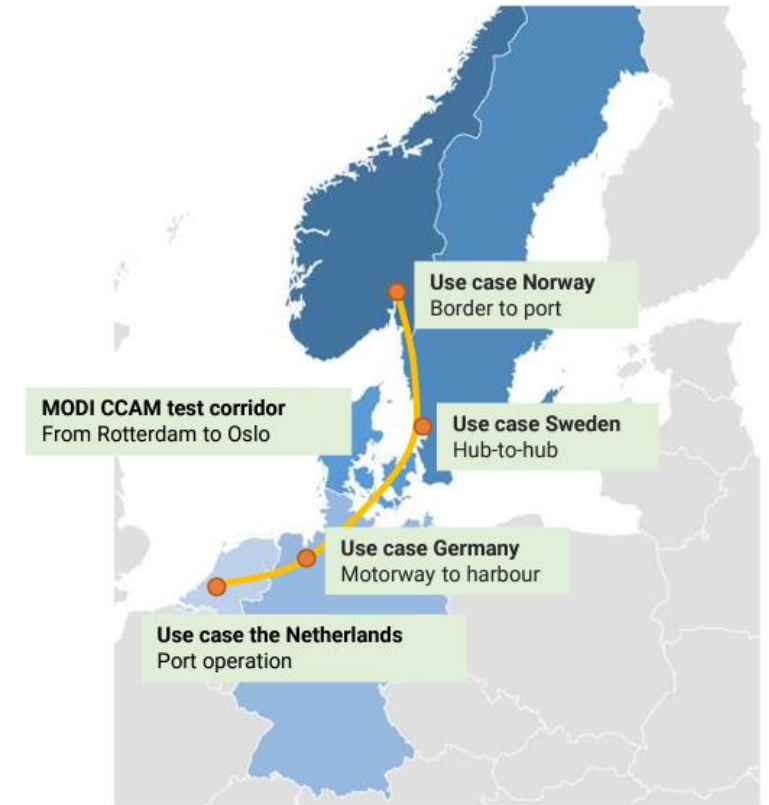 Use case Norway
Border to port
MODI CCAM test corridor
From Rotterdam to Oslo
Use case Sweden
Hub-to-hub
Use case Germany
Motorway to harbour
Use case the Netherlands
Port operation